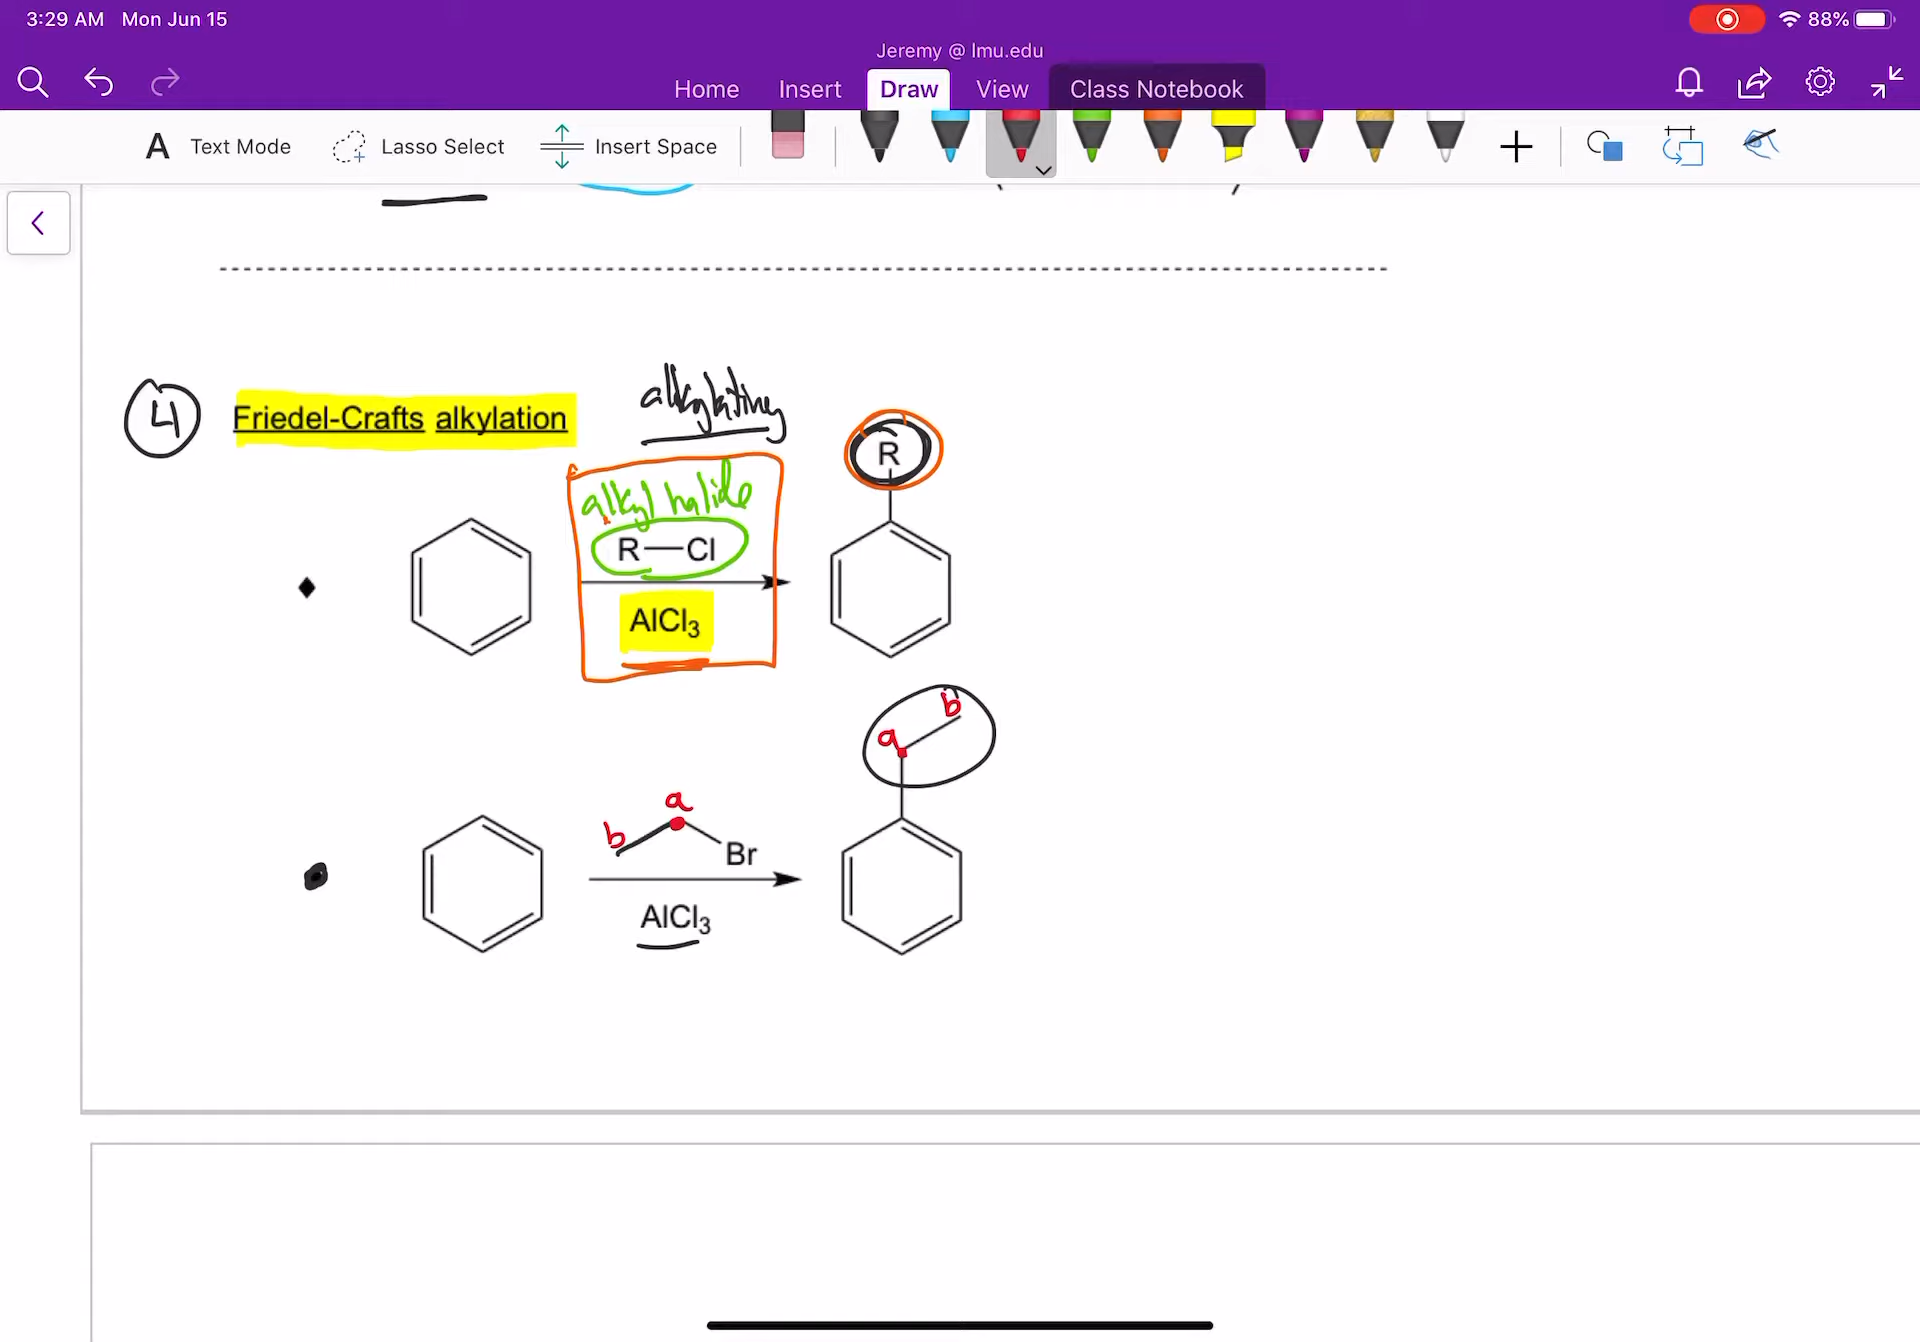 3:29 AM Mon Jun 15
88%
Jeremy @ lmu.edu
Home Insert Draw View Class Notebook
A Text Mode Lasso Select Insert Space
4 Friedel-Crafts alkylation
alkylating
R
alkyl halide
R—Cl
AlCl₃
b
a
a
b
Br
AlCl₃